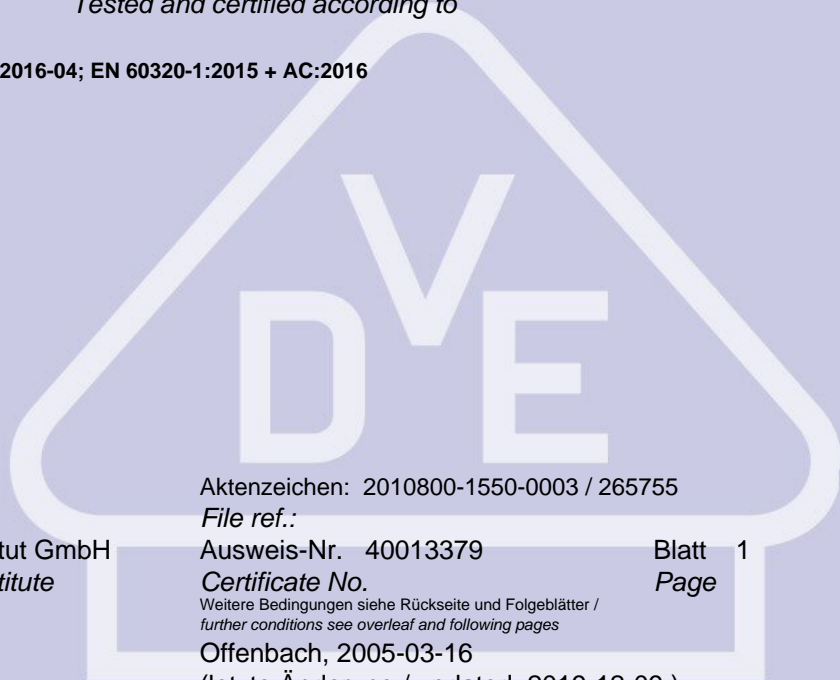 Tested and certified according to
2016-04; EN 60320-1:2015 + AC:2016
VDE
Aktenzeichen: 2010800-1550-0003 / 265755
File ref.:
tut GmbH Ausweis-Nr. 40013379 Blatt 1
titute Certificate No. Page
Weitere Bedingungen siehe Rückseite und Folgeblätter /
further conditions see overleaf and following pages
Offenbach, 2005-03-16